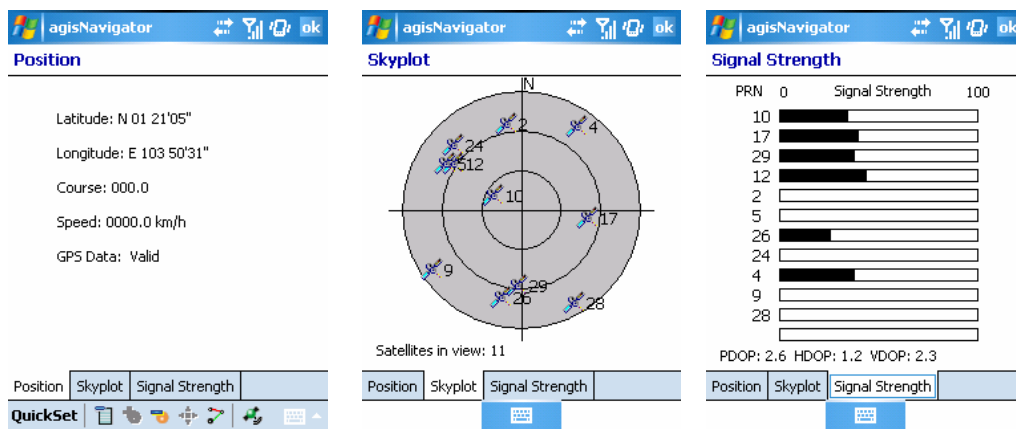 agisNavigator
ok
Position
Latitude: N 01 21'05"
Longitude: E 103 50'31"
Course: 000.0
Speed: 0000.0 km/h
GPS Data: Valid
Position Skyplot Signal Strength
QuickSet
agisNavigator
ok
Skyplot
N
2
4
24
512
10
17
9
29
26
28
Satellites in view: 11
Position Skyplot Signal Strength
agisNavigator
ok
Signal Strength
PRN 0 Signal Strength 100
10
17
29
12
2
5
26
24
4
9
28
PDOP: 2.6 HDOP: 1.2 VDOP: 2.3
Position Skyplot Signal Strength